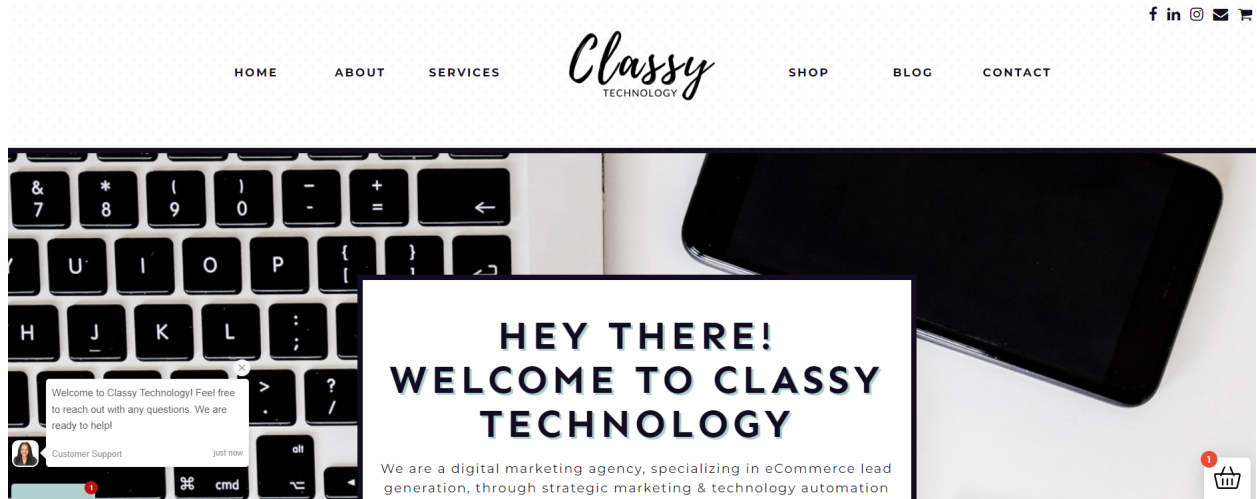 HOME
ABOUT
SERVICES
Classy
TECHNOLOGY
SHOP
BLOG
CONTACT
& * ( ) – +
7 8 9 0 - =
U I O P { }
[ ]
H J K L :
;
> ?
. /
alt
cmd
HEY THERE!
WELCOME TO CLASSY
TECHNOLOGY
We are a digital marketing agency, specializing in eCommerce lead
generation, through strategic marketing & technology automation
Welcome to Classy Technology! Feel free
to reach out with any questions. We are
ready to help!
Customer Support
just now
1
1